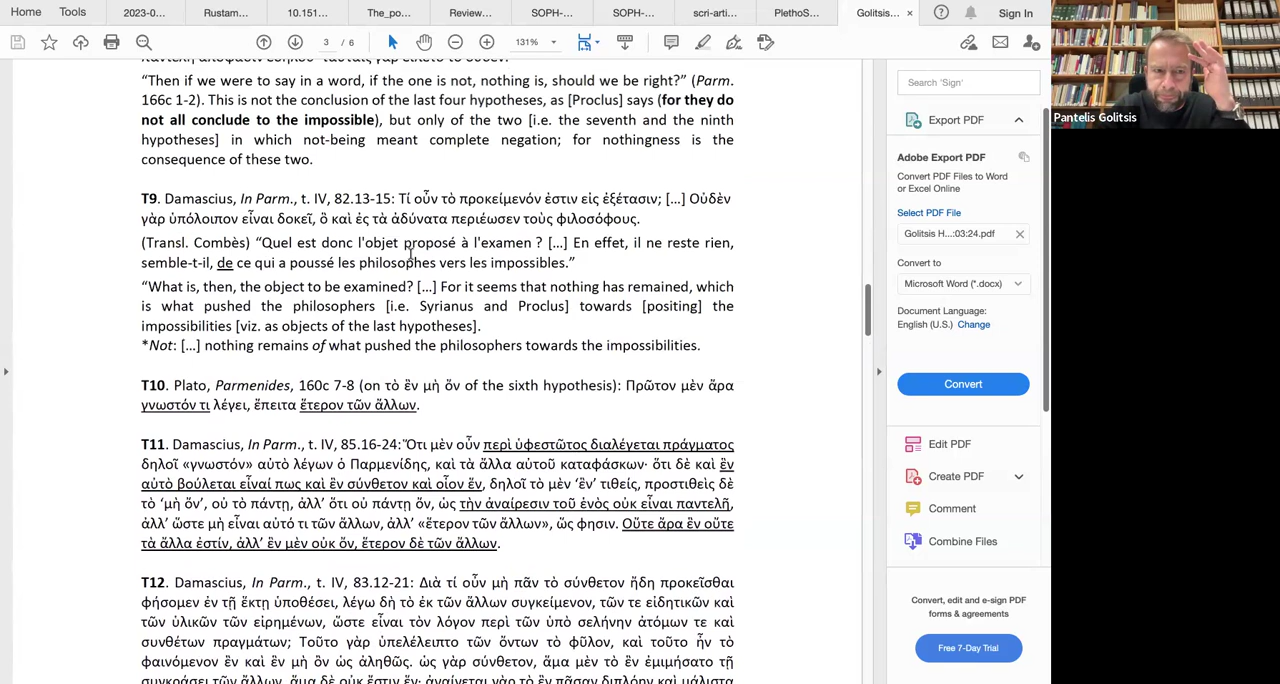 Home Tools 2023-0... Rustam... 10.151... The_po... Review... SOPH-... SOPH-... scri-arti... PlethoS... Golitsis... × Sign In
3 / 6 131%
“Then if we were to say in a word, if the one is not, nothing is, should we be right?” (Parm.
166c 1-2). This is not the conclusion of the last four hypotheses, as [Proclus] says (for they do
not all conclude to the impossible), but only of the two [i.e. the seventh and the ninth
hypotheses] in which not-being meant complete negation; for nothingness is the
consequence of these two.
T9. Damascius, In Parm., t. IV, 82.13-15: Τί οὖν τὸ προκείμενόν ἐστιν εἰς ἐξέτασιν; [...] Οὐδὲν
γὰρ ὑπόλοιπον εἶναι δοκεῖ, ὃ καὶ ἐς τὰ ἀδύνατα περιέωσεν τοὺς φιλοσόφους.
(Transl. Combès) “Quel est donc l'objet proposé à l'examen ? [...] En effet, il ne reste rien,
semble-t-il, de ce qui a poussé les philosophes vers les impossibles.”
“What is, then, the object to be examined? [...] For it seems that nothing has remained, which
is what pushed the philosophers [i.e. Syrianus and Proclus] towards [positing] the
impossibilities [viz. as objects of the last hypotheses].
*Not: [...] nothing remains of what pushed the philosophers towards the impossibilities.
T10. Plato, Parmenides, 160c 7-8 (on τὸ ἓν μὴ ὄν of the sixth hypothesis): Πρῶτον μὲν ἄρα
γνωστόν τι λέγει, ἔπειτα ἕτερον τῶν ἄλλων.
T11. Damascius, In Parm., t. IV, 85.16-24: Ὅτι μὲν οὖν περὶ ὑφεστῶτος διαλέγεται πράγματος
δηλοῖ «γνωστόν» αὐτὸ λέγων ὁ Παρμενίδης, καὶ τὰ ἄλλα αὐτοῦ καταφάσκων· ὅτι δὲ καὶ ἓν
αὐτὸ βούλεται εἶναί πως καὶ ἓν σύνθετον καὶ οἷον ἕν, δηλοῖ τὸ μὲν ‘ἓν’ τιθείς, προστιθεὶς δὲ
τὸ ‘μὴ ὄν’, οὐ τὸ πάντῃ, ἀλλ’ ὅτι οὐ πάντῃ ὄν, ὡς τὴν ἀναίρεσιν τοῦ ἑνὸς οὐκ εἶναι παντελῆ,
ἀλλ’ ὥστε μὴ εἶναι αὐτό τι τῶν ἄλλων, ἀλλ’ «ἕτερον τῶν ἄλλων», ὥς φησιν. Οὔτε ἄρα ἓν οὔτε
τὰ ἄλλα ἐστίν, ἀλλ’ ἓν μὲν οὐκ ὄν, ἕτερον δὲ τῶν ἄλλων.
T12. Damascius, In Parm., t. IV, 83.12-21: Διὰ τί οὖν μὴ πᾶν τὸ σύνθετον ἤδη προκεῖσθαι
φήσομεν ἐν τῇ ἕκτῃ ὑποθέσει, λέγω δὴ τὸ ἐκ τῶν ἄλλων συγκείμενον, τῶν τε εἰδητικῶν καὶ
τῶν ὑλικῶν τῶν εἰρημένων, ὥστε εἶναι τὸν λόγον περὶ τῶν ὑπὸ σελήνην ἀτόμων τε καὶ
συνθέτων πραγμάτων; Τοῦτο γὰρ ὑπελέλειπτο τῶν ὄντων τὸ φῦλον, καὶ τοῦτο ἦν τὸ
φαινόμενον ἓν καὶ ἓν μὴ ὂν ὡς ἀληθῶς. ὡς γὰρ σύνθετον, ἅμα μὲν τὸ ἓν ἐμιμήσατο τῇ
Search 'Sign'
Export PDF
Adobe Export PDF
Convert PDF Files to Word
or Excel Online
Select PDF File
Golitsis H...:03:24.pdf
Convert to
Microsoft Word (*.docx)
Document Language:
English (U.S.) Change
Convert
Edit PDF
Create PDF
Comment
Combine Files
Convert, edit and e-sign PDF
forms & agreements
Free 7-Day Trial
Pantelis Golitsis